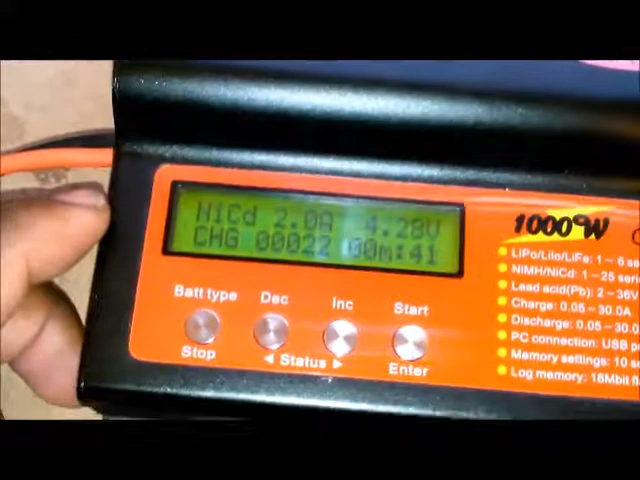 NiCd 2.0A 4.28V
CHG 00022 00m:41
Batt type Dec Inc Start
Stop ◄ Status ► Enter
1000W
LiPo/LiIo/LiFe: 1~6 se
NiMH/NiCd: 1~25 seri
Lead acid(Pb): 2~36V
Charge: 0.05-30.0A
Discharge: 0.05-30.0
PC connection: USB p
Memory settings: 10 se
Log memory: 16Mbit fl